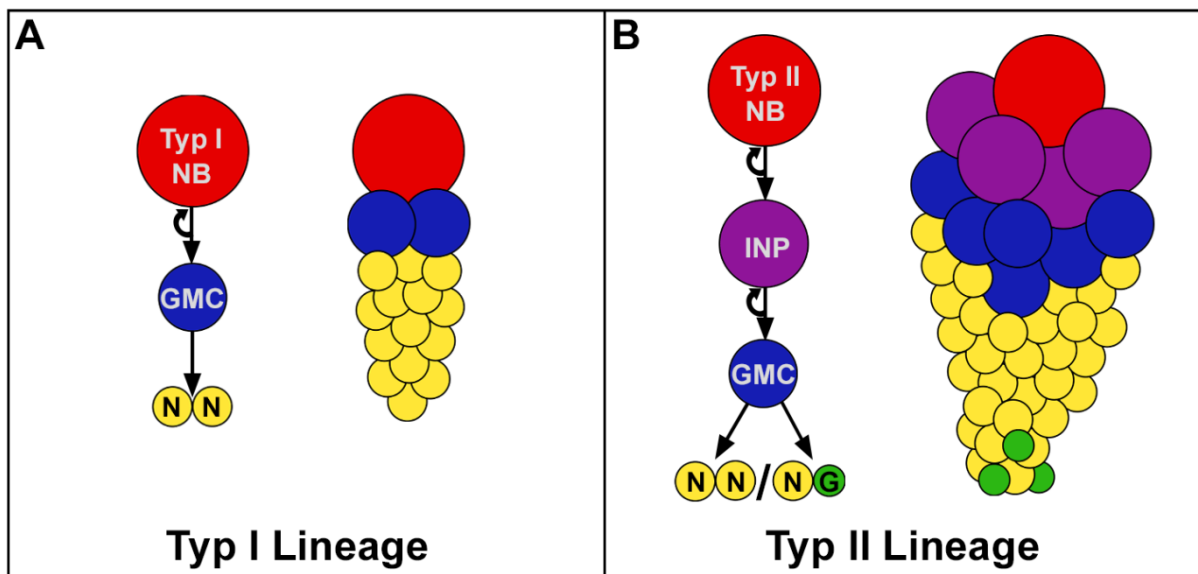 A
Typ I
NB
GMC
N N
Typ I Lineage
B
Typ II
NB
INP
GMC
N N / N G
Typ II Lineage